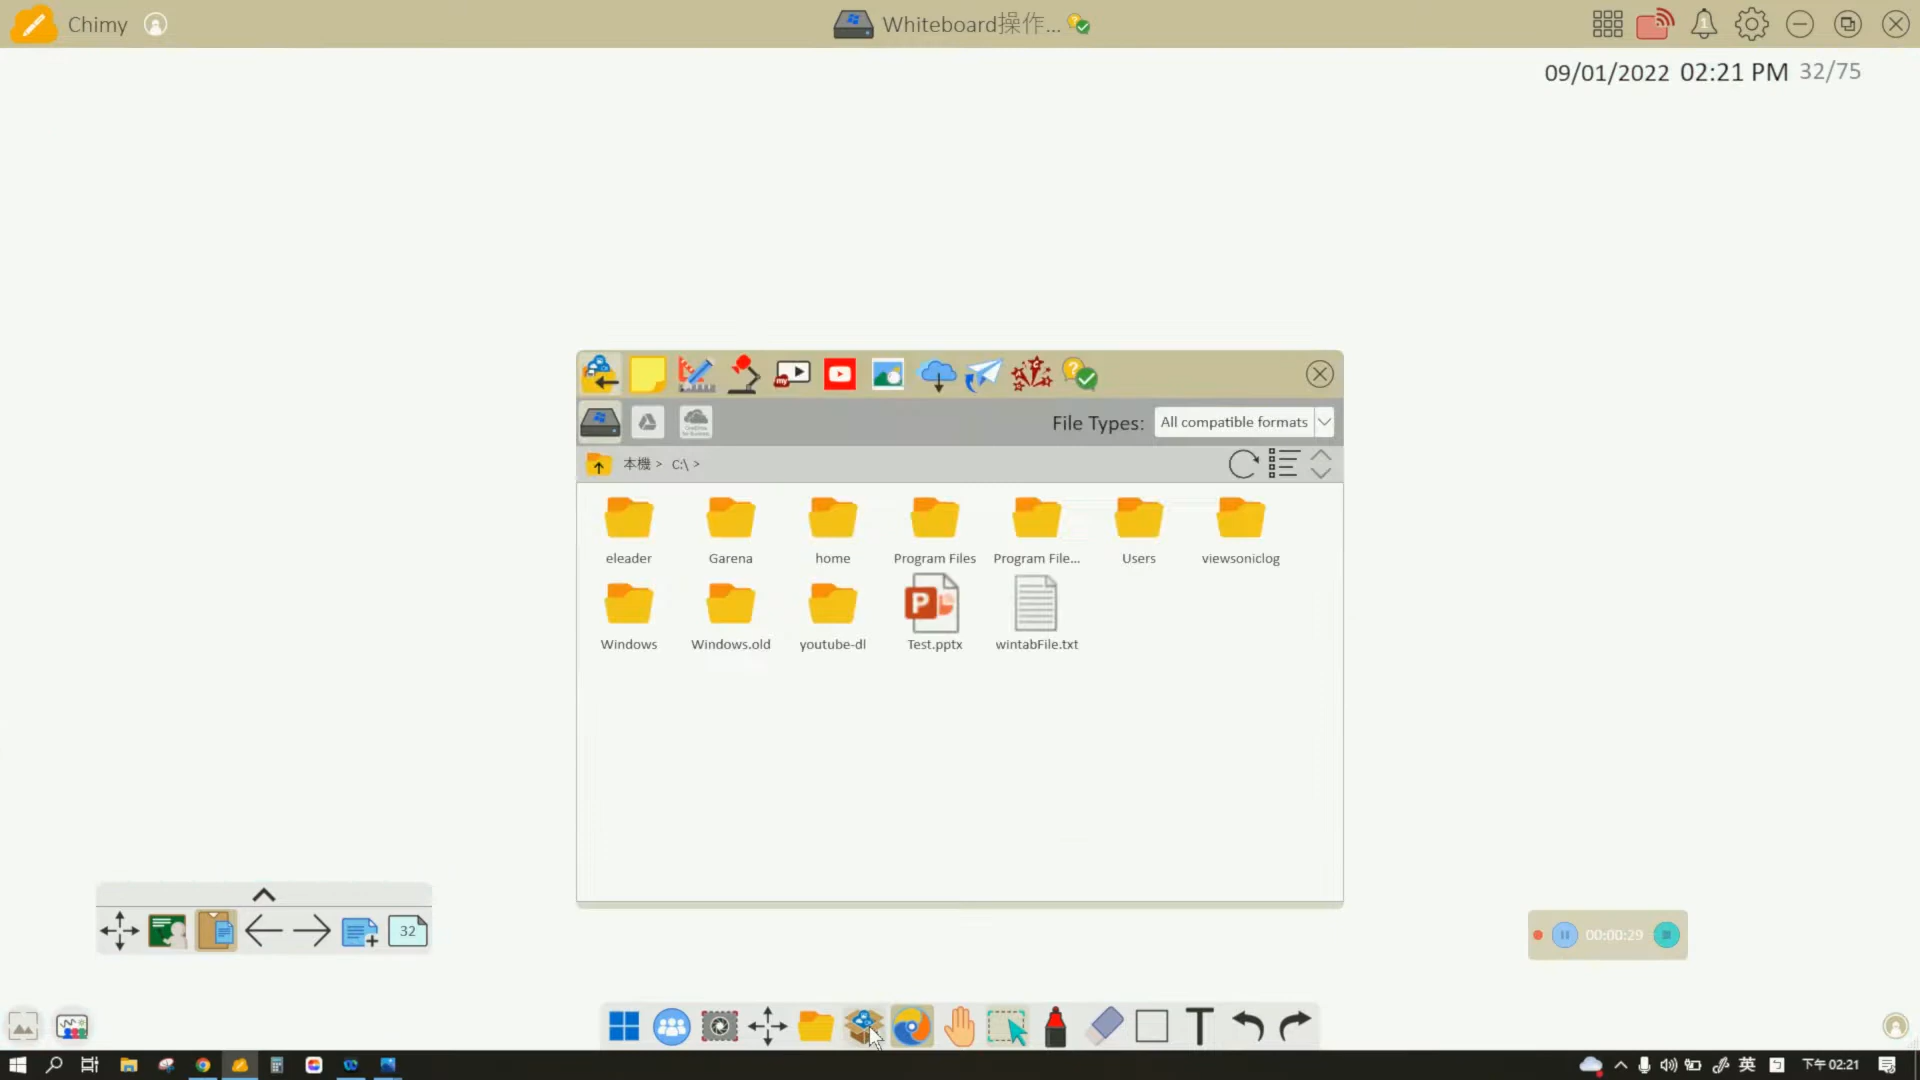 Chimy
Whiteboard操作...
09/01/2022 02:21 PM 32/75
File Types: All compatible formats
本機 > C:\ >
eleader
Garena
home
Program Files
Program File...
Users
viewsoniclog
Windows
Windows.old
youtube-dl
Test.pptx
wintabFile.txt
32
00:00:29
T
英
下午 02:21